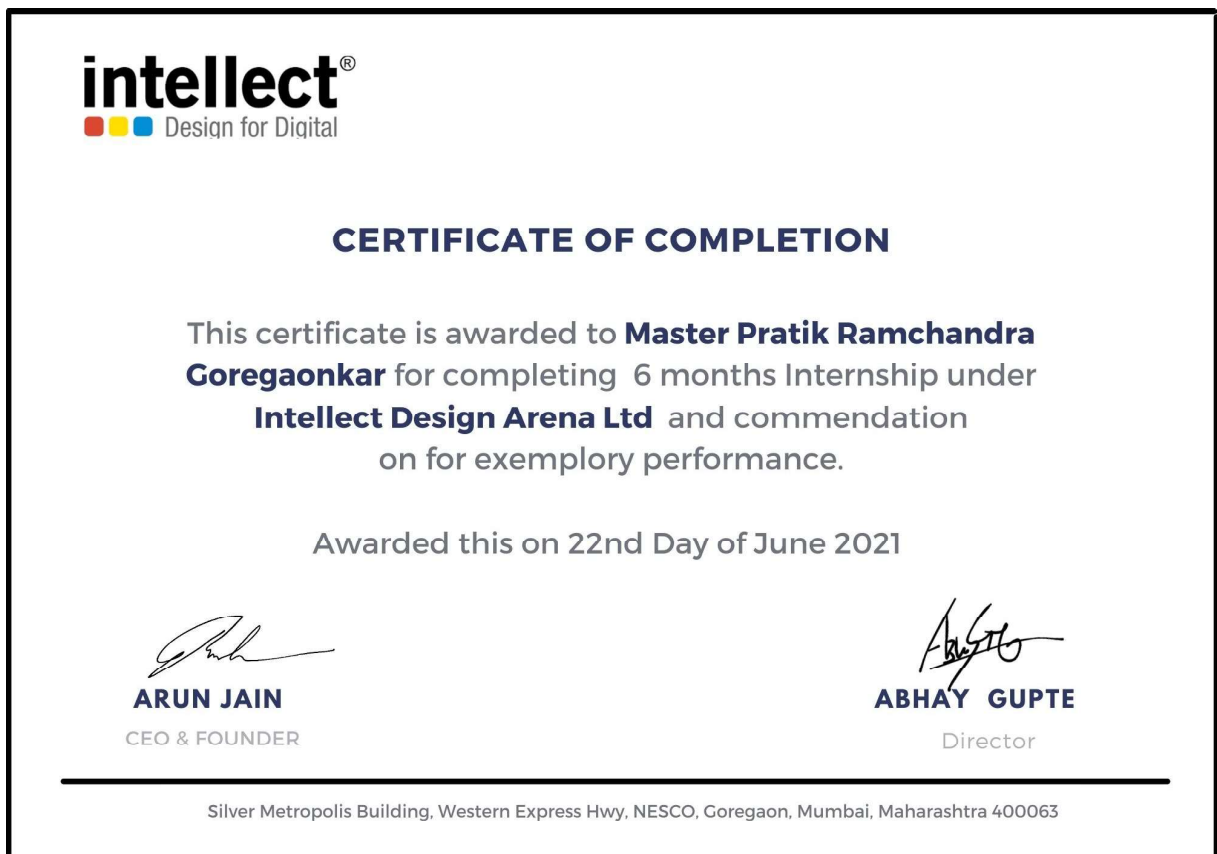 intellect®
Design for Digital
CERTIFICATE OF COMPLETION
This certificate is awarded to Master Pratik Ramchandra
Goregaonkar for completing 6 months Internship under
Intellect Design Arena Ltd and commendation
on for exemplory performance.
Awarded this on 22nd Day of June 2021
ARUN JAIN
CEO & FOUNDER
ABHAY GUPTE
Director
Silver Metropolis Building, Western Express Hwy, NESCO, Goregaon, Mumbai, Maharashtra 400063